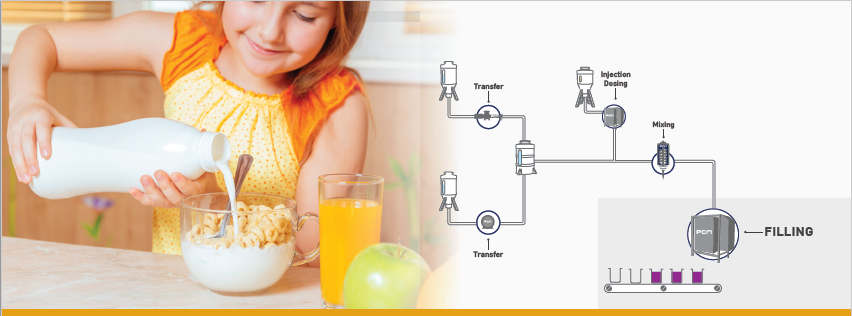 Transfer
Injection
Dosing
Mixing
PCM
FILLING
Transfer